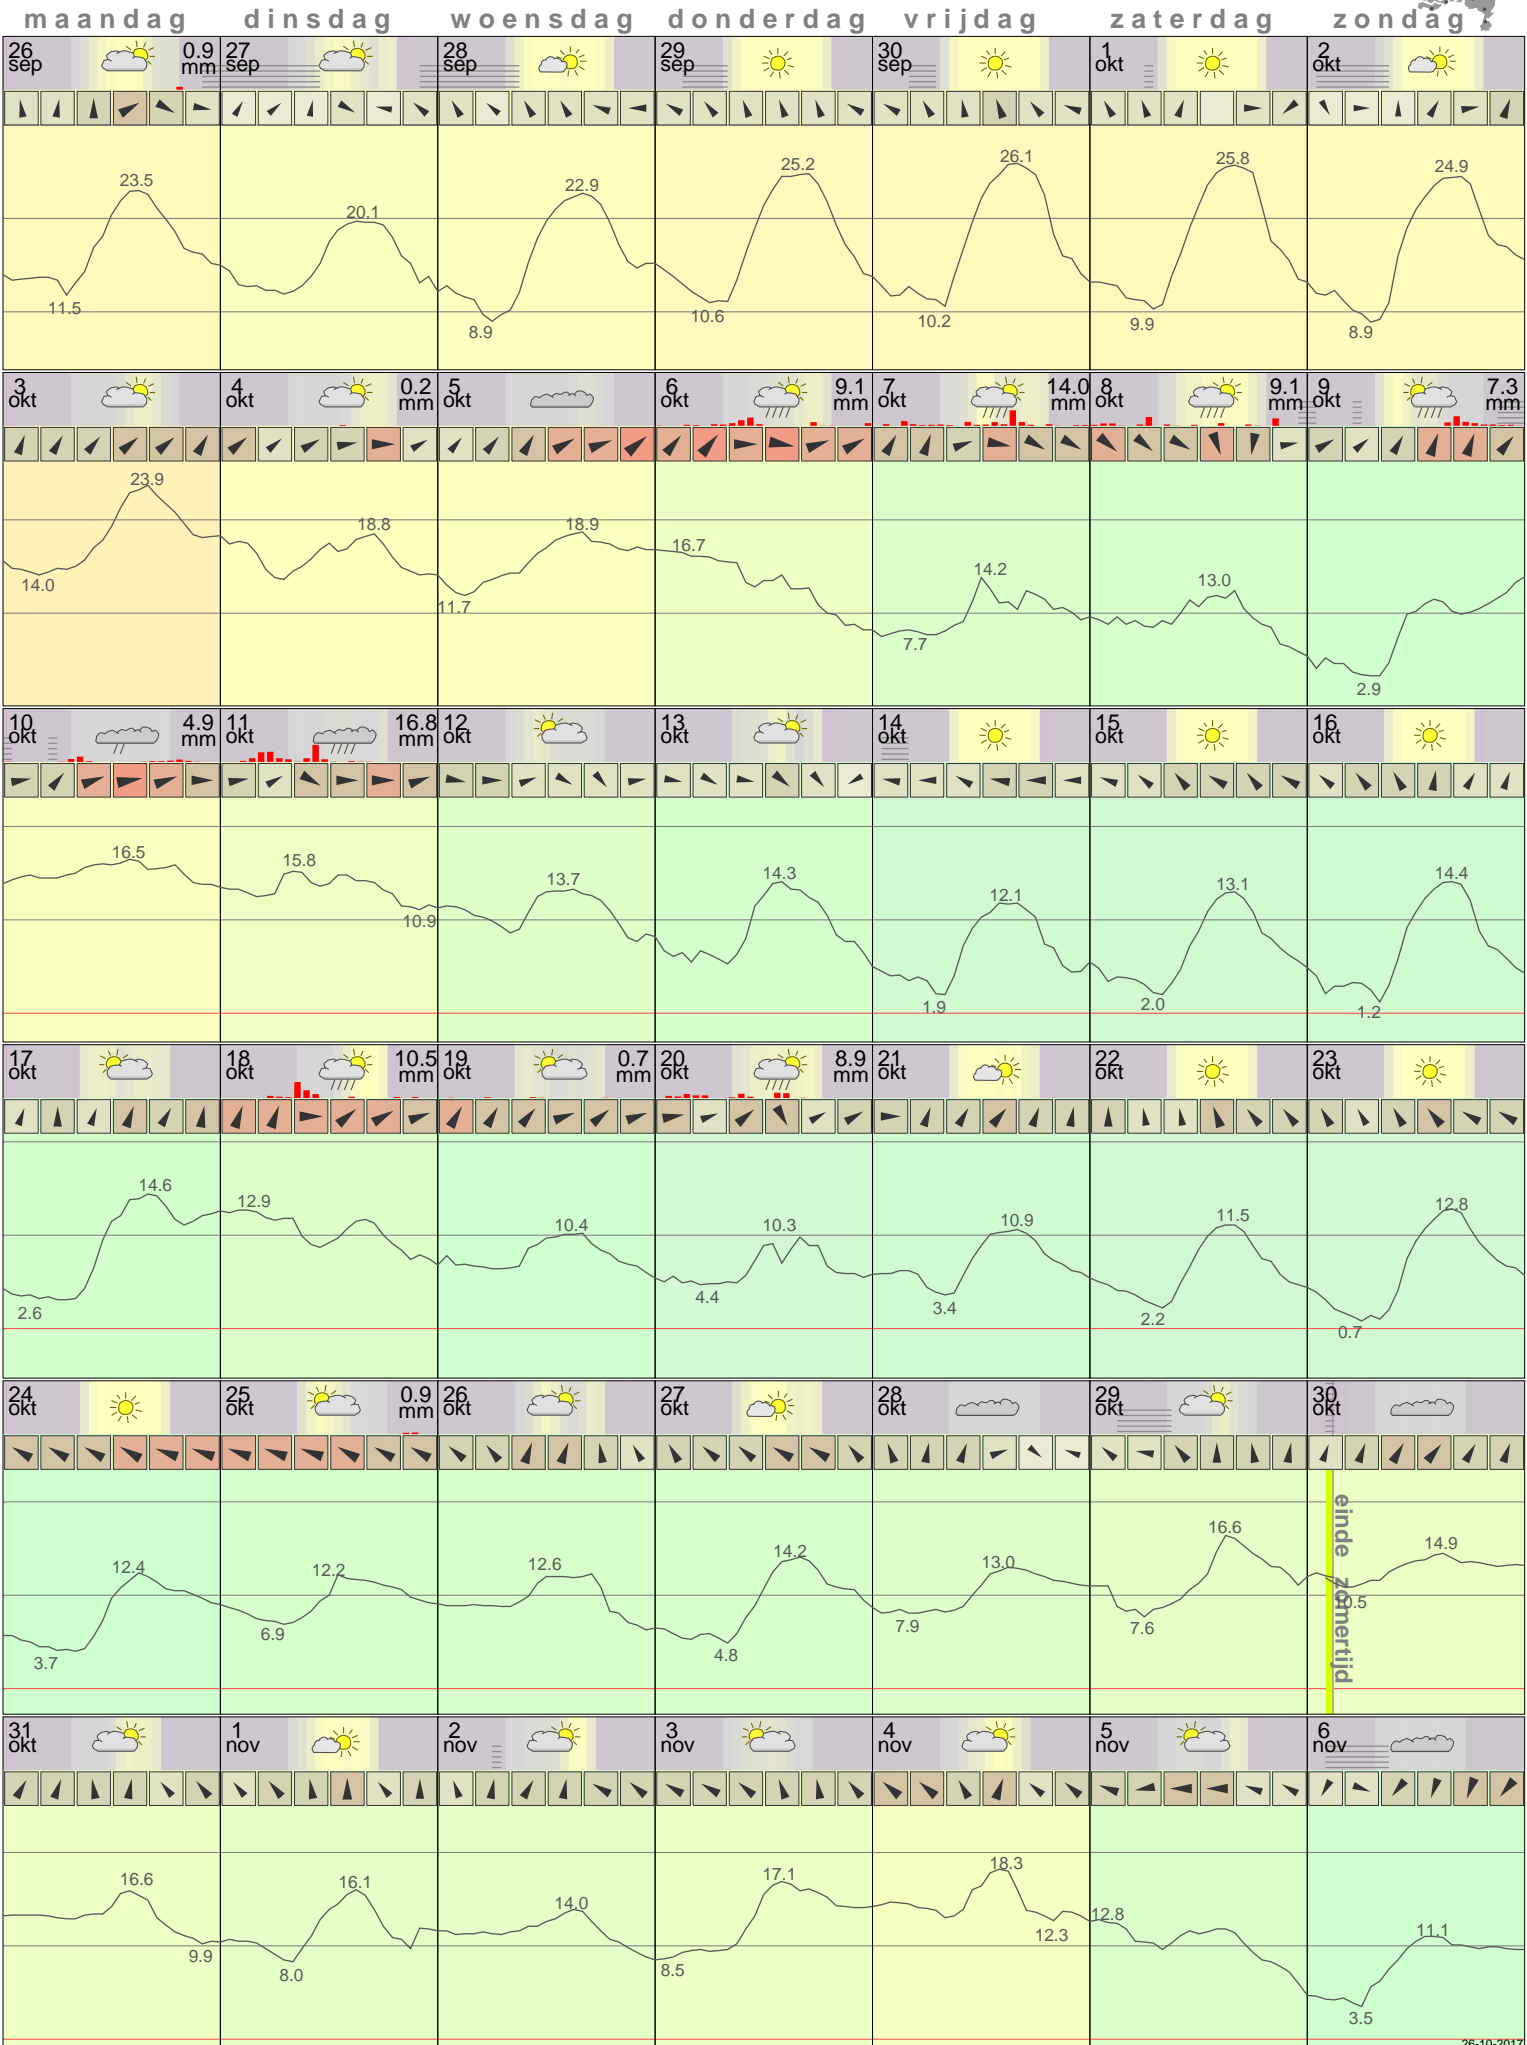 maandag dinsdag woensdag donderdag vrijdag zaterdag zondag
26 sep 0.9 mm
27 sep
28 sep
29 sep
30 sep
1 okt
2 okt
23.5 11.5
20.1
22.9 8.9
25.2 10.6
26.1 10.2
25.8 9.9
24.9 8.9
3 okt
4 okt 0.2 mm
5 okt
6 okt 9.1 mm
7 okt 14.0 mm
8 okt 9.1 mm
9 okt 7.3 mm
23.9 14.0
18.8
18.9 11.7
16.7
14.2 7.7
13.0
2.9
10 okt 4.9 mm
11 okt 16.8 mm
12 okt
13 okt
14 okt
15 okt
16 okt
16.5
15.8 10.9
13.7
14.3
12.1 1.9
13.1 2.0
14.4 1.2
17 okt
18 okt 10.5 mm
19 okt 0.7 mm
20 okt 8.9 mm
21 okt
22 okt
23 okt
14.6 2.6
12.9
10.4
10.3 4.4
10.9 3.4
11.5 2.2
12.8 0.7
24 okt
25 okt 0.9 mm
26 okt
27 okt
28 okt
29 okt
30 okt
12.4 3.7
12.2 6.9
12.6
14.2 4.8
13.0 7.9
16.6 7.6
14.9 10.5
einde zomertijd
31 okt
1 nov
2 nov
3 nov
4 nov
5 nov
6 nov
16.6 9.9
16.1 8.0
14.0
17.1 8.5
18.3 12.3
12.8
11.1 3.5
26-10-2017